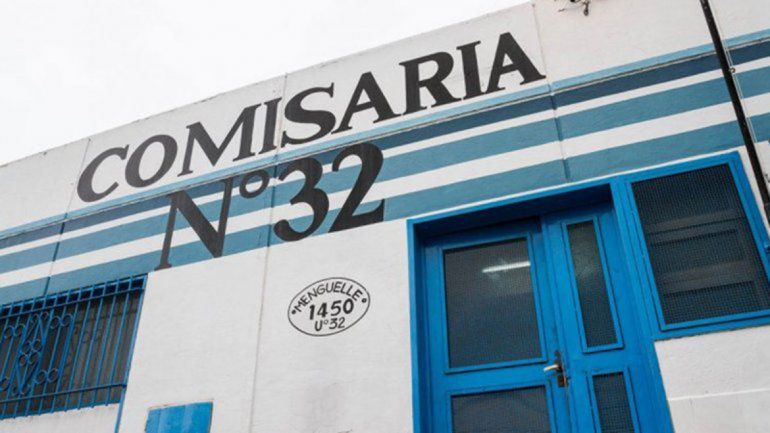 COMISARIA
N° 32
MENGUELLE
1450
U°32